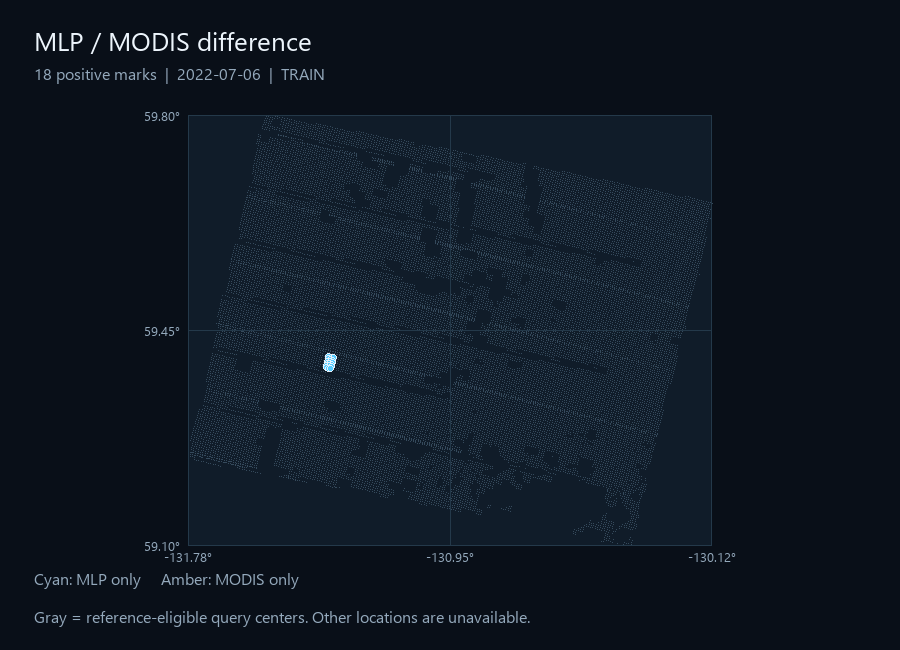 MLP / MODIS difference
18 positive marks | 2022-07-06 | TRAIN
59.80°
59.45°
59.10°
-131.78° -130.95° -130.12°
Cyan: MLP only Amber: MODIS only
Gray = reference-eligible query centers. Other locations are unavailable.